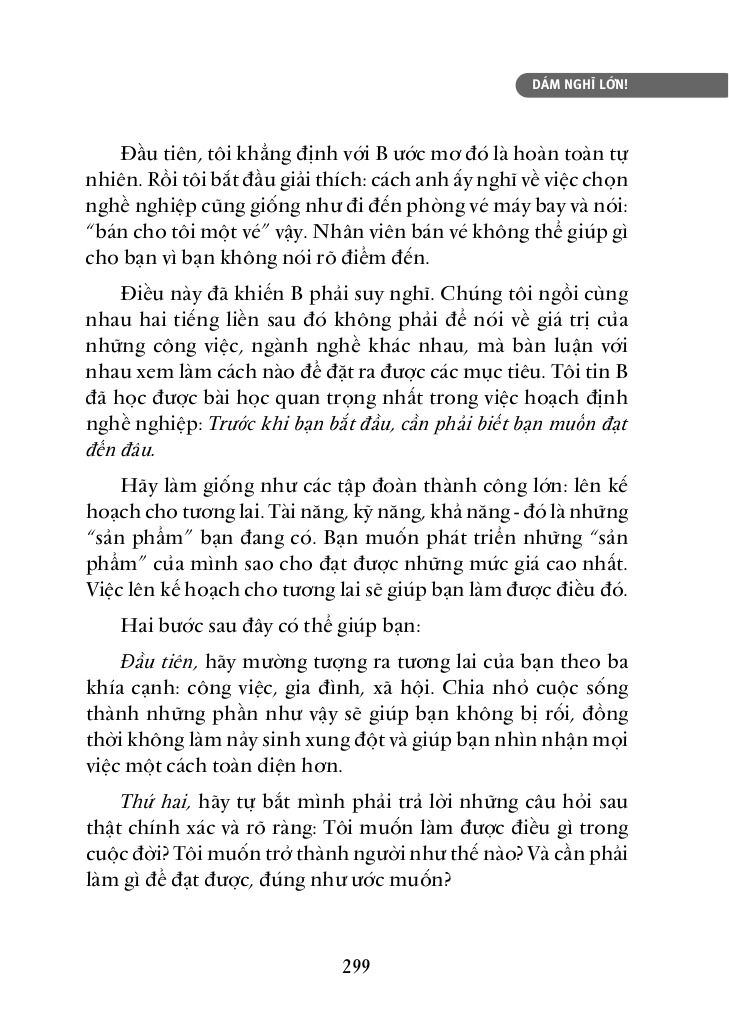 DÁM NGHĨ LỚN!
Đầu tiên, tôi khẳng định với B ước mơ đó là hoàn toàn tự
nhiên. Rồi tôi bắt đầu giải thích: cách anh ấy nghĩ về việc chọn
nghề nghiệp cũng giống như đi đến phòng vé máy bay và nói:
“bán cho tôi một vé” vậy. Nhân viên bán vé không thể giúp gì
cho bạn vì bạn không nói rõ điểm đến.
Điều này đã khiến B phải suy nghĩ. Chúng tôi ngồi cùng
nhau hai tiếng liền sau đó không phải để nói về giá trị của
những công việc, ngành nghề khác nhau, mà bàn luận với
nhau xem làm cách nào để đặt ra được các mục tiêu. Tôi tin B
đã học được bài học quan trọng nhất trong việc hoạch định
nghề nghiệp: Trước khi bạn bắt đầu, cần phải biết bạn muốn đạt
đến đâu.
Hãy làm giống như các tập đoàn thành công lớn: lên kế
hoạch cho tương lai. Tài năng, kỹ năng, khả năng - đó là những
“sản phẩm” bạn đang có. Bạn muốn phát triển những “sản
phẩm” của mình sao cho đạt được những mức giá cao nhất.
Việc lên kế hoạch cho tương lai sẽ giúp bạn làm được điều đó.
Hai bước sau đây có thể giúp bạn:
Đầu tiên, hãy mường tượng ra tương lai của bạn theo ba
khía cạnh: công việc, gia đình, xã hội. Chia nhỏ cuộc sống
thành những phần như vậy sẽ giúp bạn không bị rối, đồng
thời không làm nảy sinh xung đột và giúp bạn nhìn nhận mọi
việc một cách toàn diện hơn.
Thứ hai, hãy tự bắt mình phải trả lời những câu hỏi sau
thật chính xác và rõ ràng: Tôi muốn làm được điều gì trong
cuộc đời? Tôi muốn trở thành người như thế nào? Và cần phải
làm gì để đạt được, đúng như ước muốn?
299